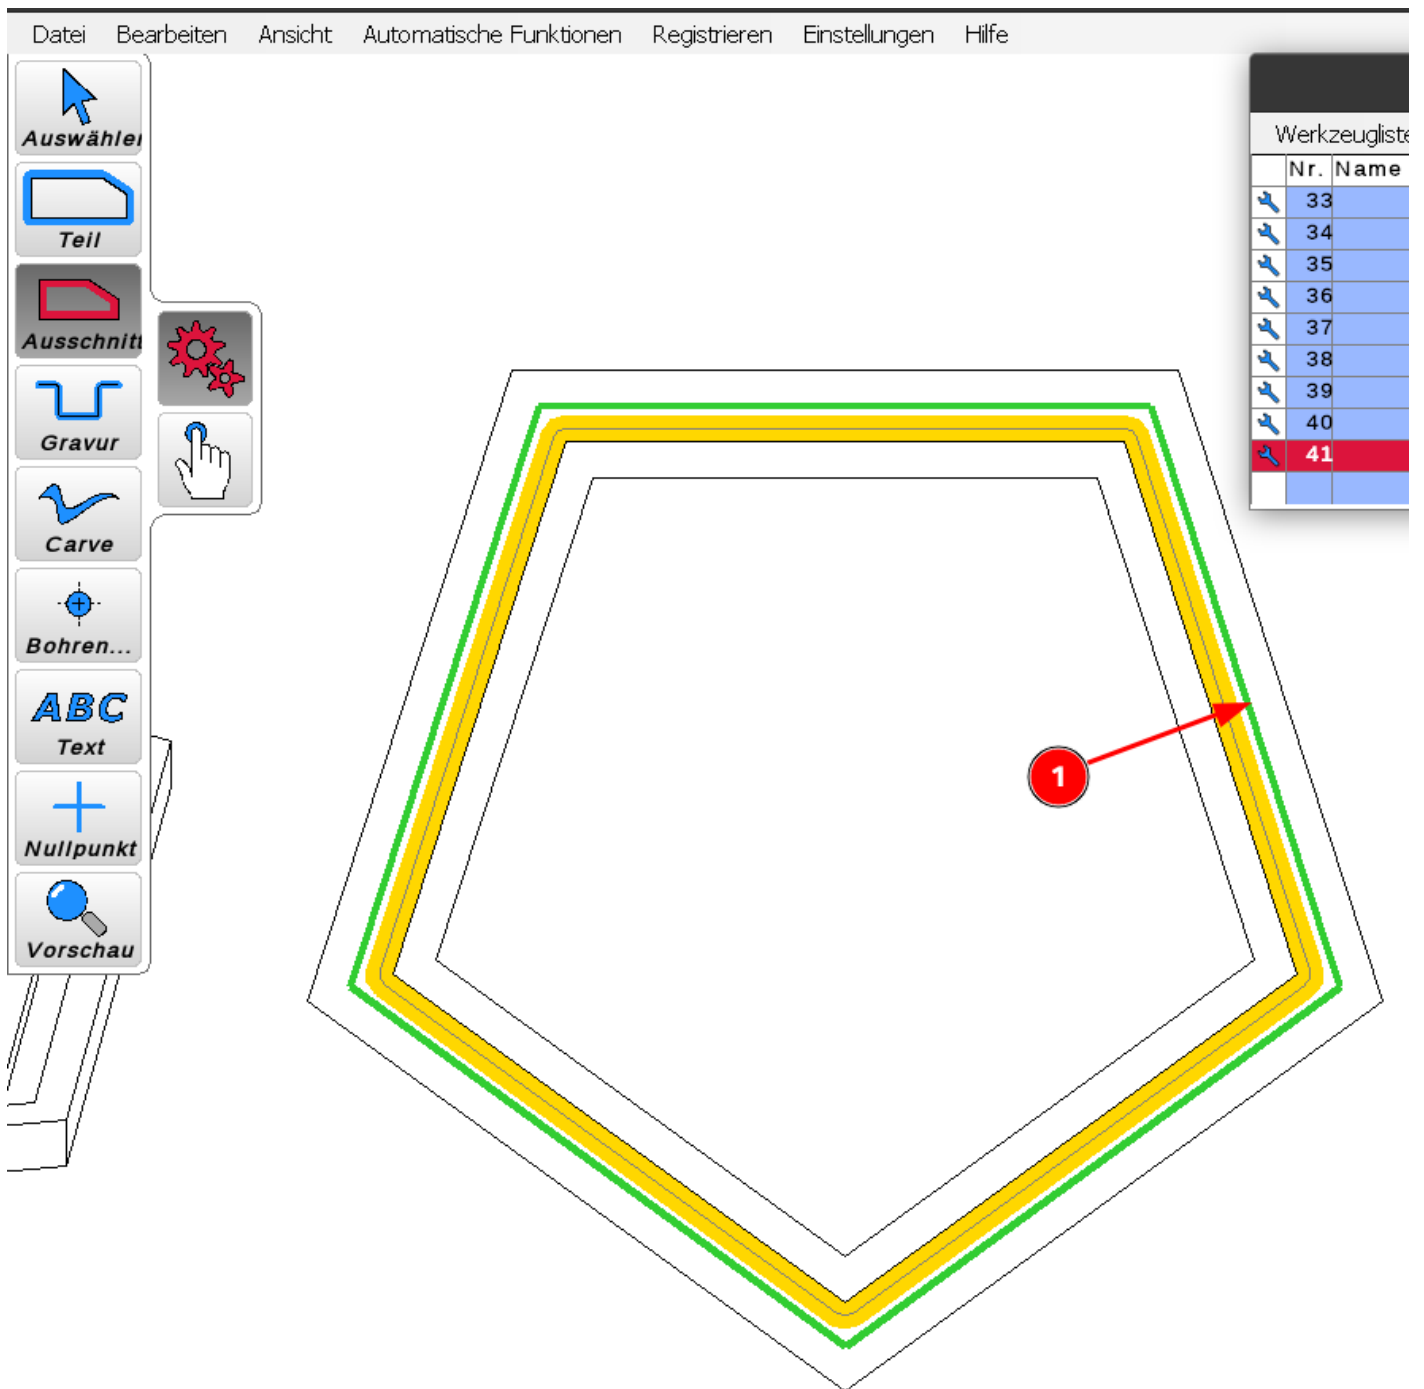 Datei Bearbeiten Ansicht Automatische Funktionen Registrieren Einstellungen Hilfe
Auswähle
Teil
Ausschnitt
Gravur
Carve
Bohren...
ABC
Text
Nullpunkt
Vorschau
1
Werkzeugliste
Nr. Name
33
34
35
36
37
38
39
40
41